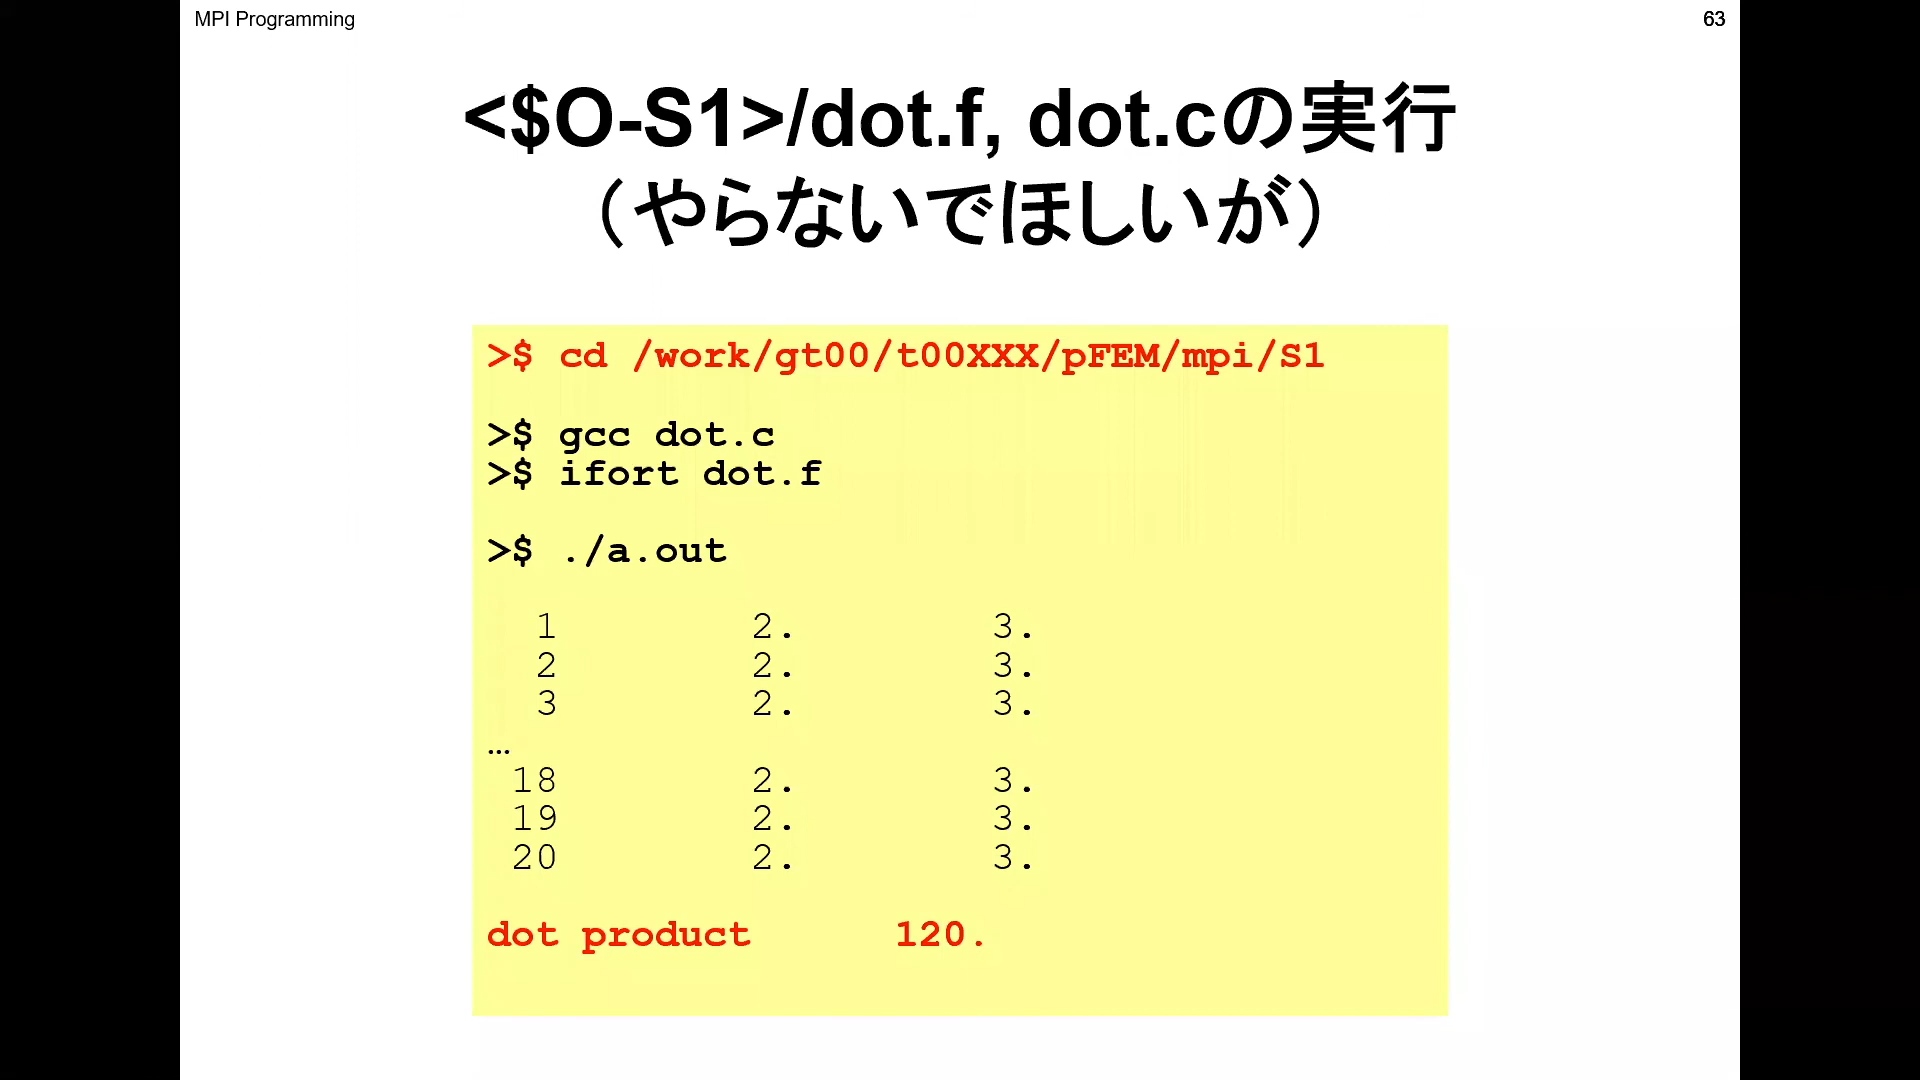 MPI Programming
63
<$O-S1>/dot.f, dot.cの実行
（やらないでほしいが）
>$ cd /work/gt00/t00XXX/pFEM/mpi/S1
>$ gcc dot.c
>$ ifort dot.f
>$ ./a.out
1 2. 3.
2 2. 3.
3 2. 3.
…
18 2. 3.
19 2. 3.
20 2. 3.
dot product 120.